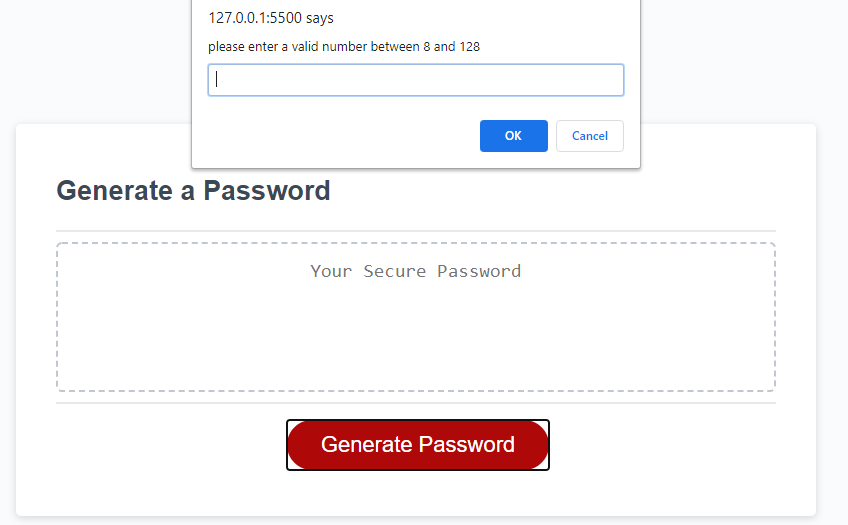 127.0.0.1:5500 says
please enter a valid number between 8 and 128
OK
Cancel
Generate a Password
Your Secure Password
Generate Password